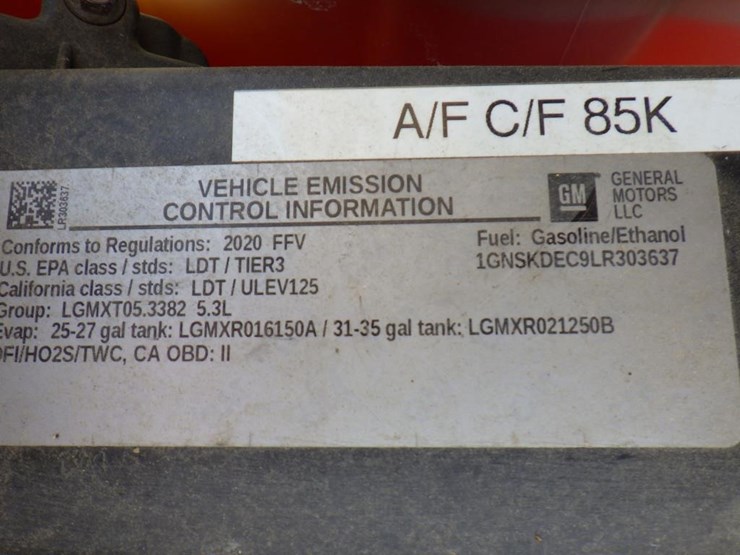 A/F C/F 85K
LR303637
VEHICLE EMISSION
CONTROL INFORMATION
GM
GENERAL
MOTORS
LLC
Conforms to Regulations: 2020 FFV
Fuel: Gasoline/Ethanol
U.S. EPA class / stds: LDT / TIER3
1GNSKDEC9LR303637
California class / stds: LDT / ULEV125
Group: LGMXT05.3382 5.3L
Evap: 25-27 gal tank: LGMXR016150A / 31-35 gal tank: LGMXR021250B
DFI/HO2S/TWC, CA OBD: II